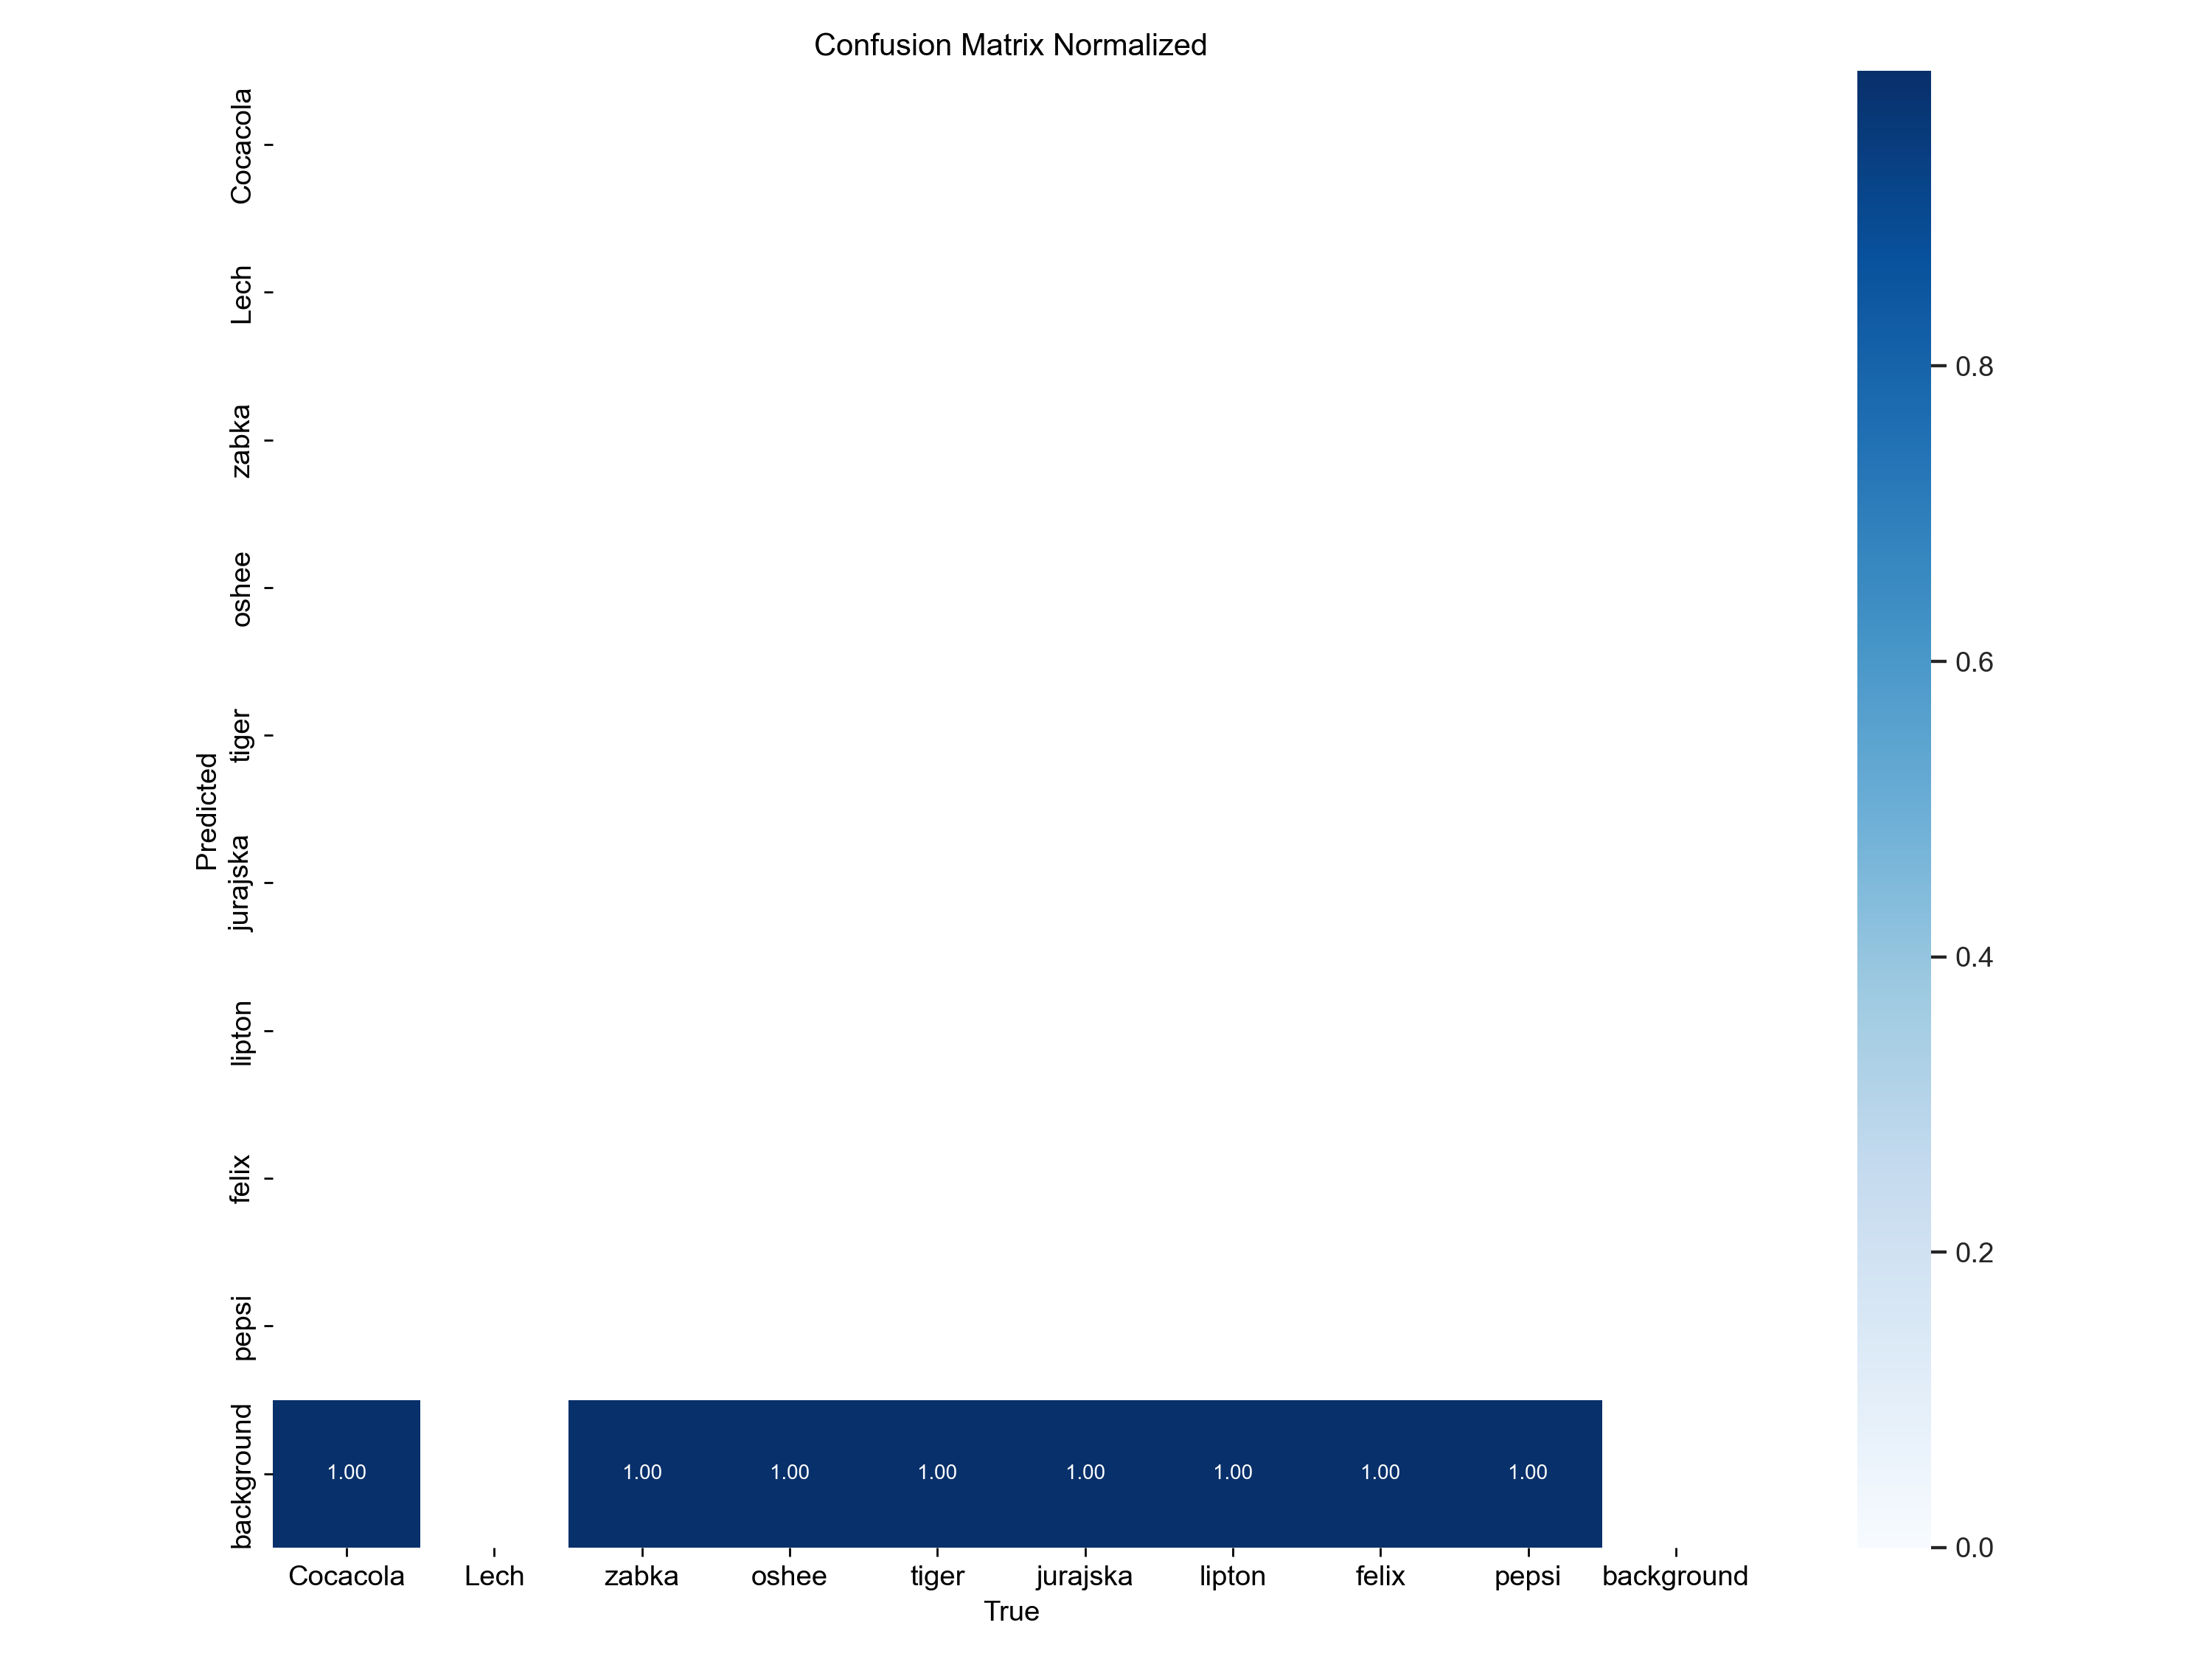 Confusion Matrix Normalized
Predicted
Cocacola
Lech
zabka
oshee
tiger
jurajska
lipton
felix
pepsi
background
1.00 1.00 1.00 1.00 1.00 1.00 1.00 1.00
Cocacola Lech zabka oshee tiger jurajska lipton felix pepsi background
True
0.8
0.6
0.4
0.2
0.0